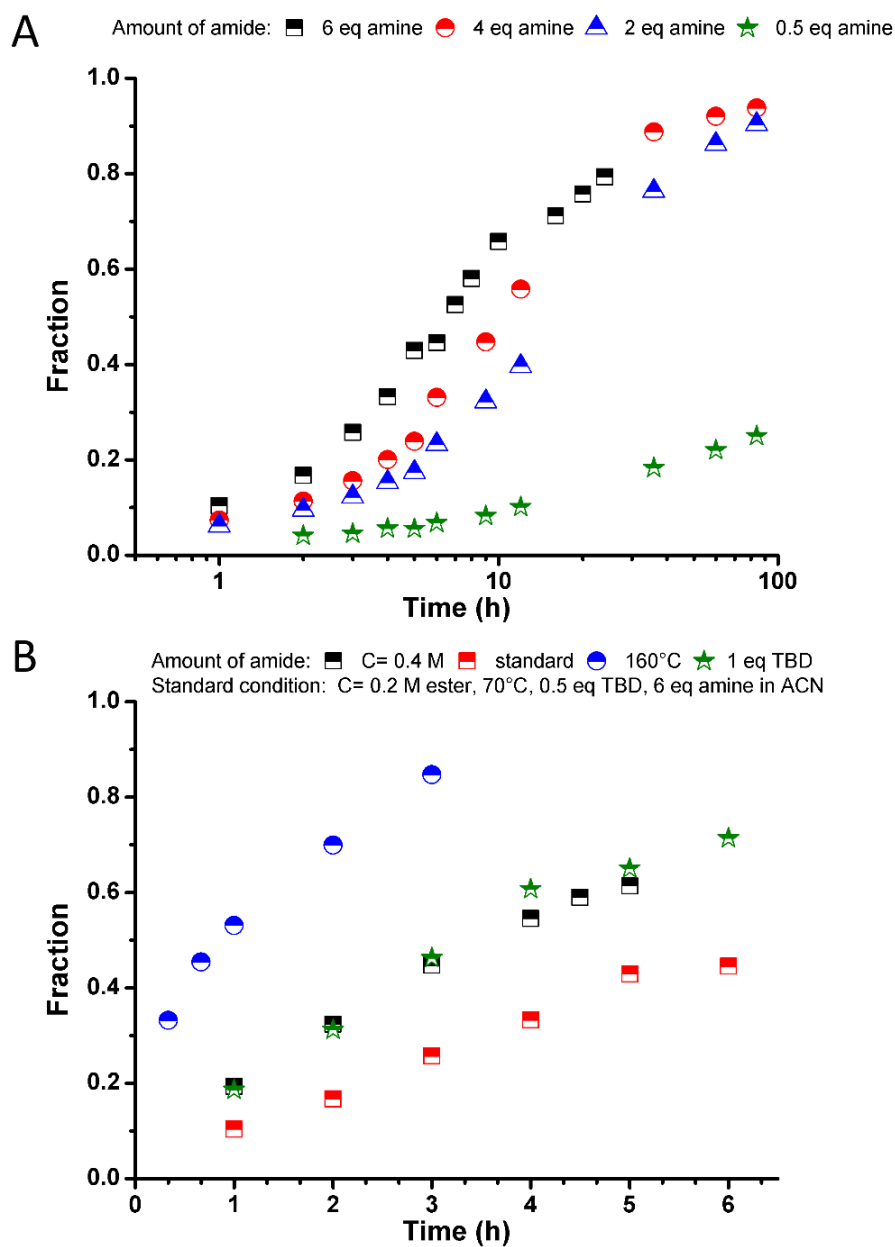 A
Amount of amide: 6 eq amine 4 eq amine 2 eq amine 0.5 eq amine
1.0
0.8
0.6
0.4
0.2
0.0
Fraction
1 10 100
Time (h)
B
Amount of amide: C= 0.4 M standard 160°C 1 eq TBD
Standard condition: C= 0.2 M ester, 70°C, 0.5 eq TBD, 6 eq amine in ACN
1.0
0.8
0.6
0.4
0.2
0.0
Fraction
0 1 2 3 4 5 6
Time (h)